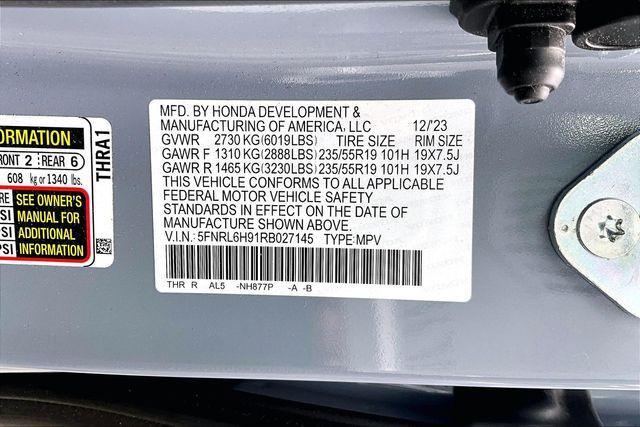 ORMATION
RONT 2 REAR 6
608 kg or 1340 lbs.
RE SEE OWNER'S
SI MANUAL FOR
PSI ADDITIONAL
PSI INFORMATION
THRA1
MFD. BY HONDA DEVELOPMENT &
MANUFACTURING OF AMERICA, LLC 12/'23
GVWR 2730 KG(6019LBS) TIRE SIZE RIM SIZE
GAWR F 1310 KG (2888LBS) 235/55R19 101H 19X7.5J
GAWR R 1465 KG(3230LBS) 235/55R19 101H 19X7.5J
THIS VEHICLE CONFORMS TO ALL APPLICABLE
FEDERAL MOTOR VEHICLE SAFETY
STANDARDS IN EFFECT ON THE DATE OF
MANUFACTURE SHOWN ABOVE.
V.I.N.: 5FNRL6H91RB027145 TYPE:MPV
THR R AL5 -NH877P -A -B